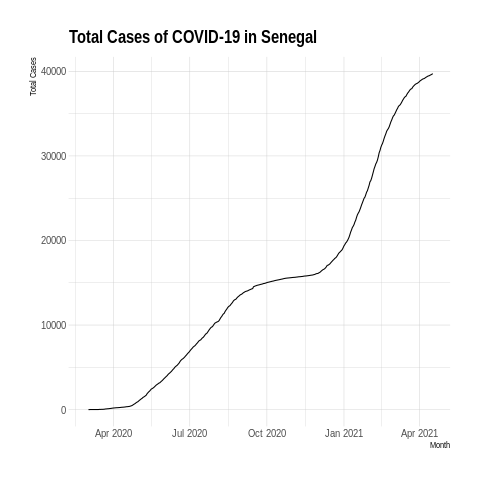 Total Cases of COVID-19 in Senegal
Total Cases
40000
30000
20000
10000
0
Apr 2020 Jul 2020 Oct 2020 Jan 2021 Apr 2021
Month